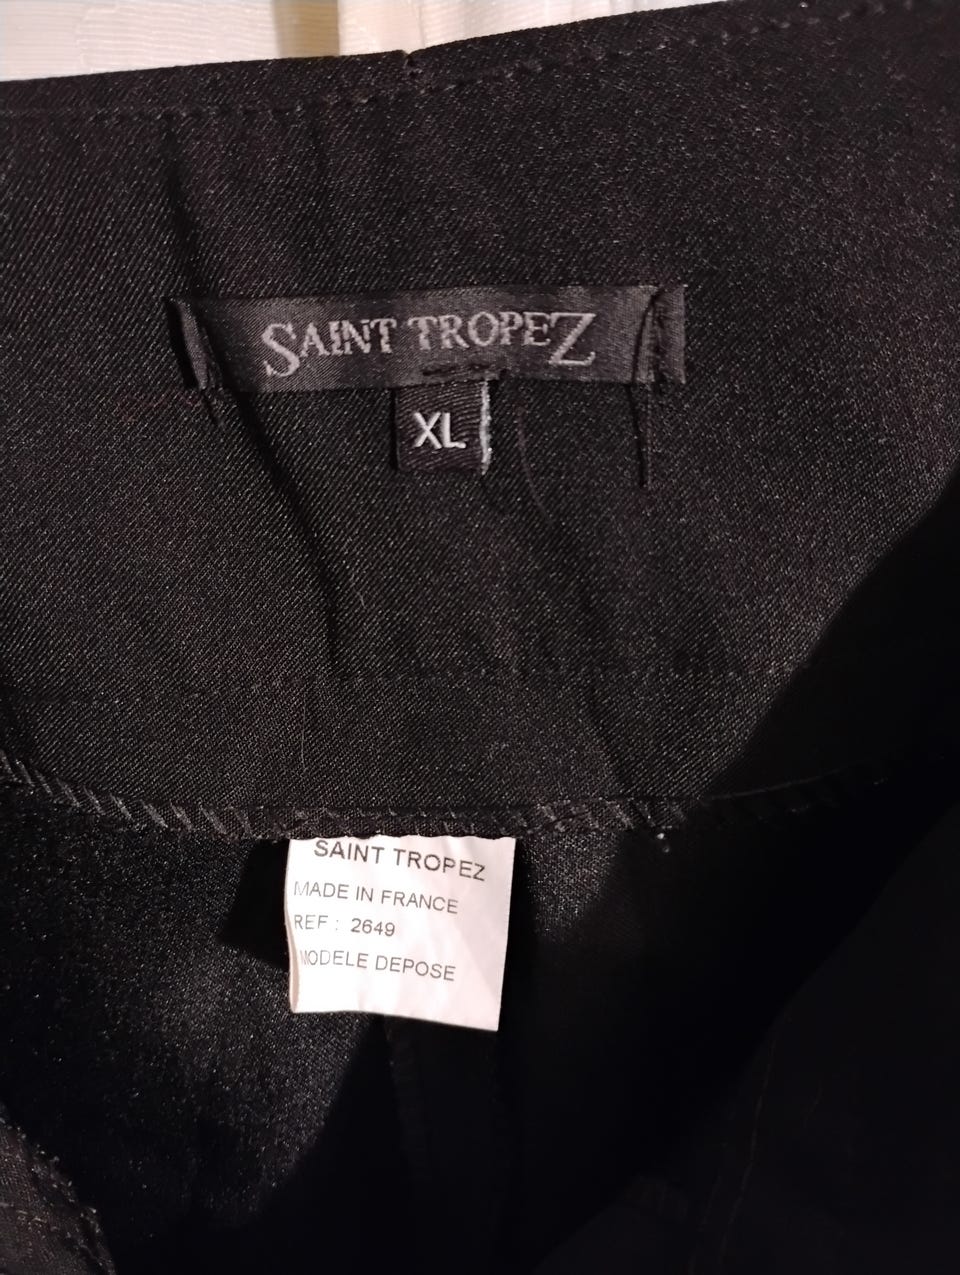 SAINT TROPEZ
XL
SAINT TROPEZ
MADE IN FRANCE
REF : 2649
MODELE DEPOSE